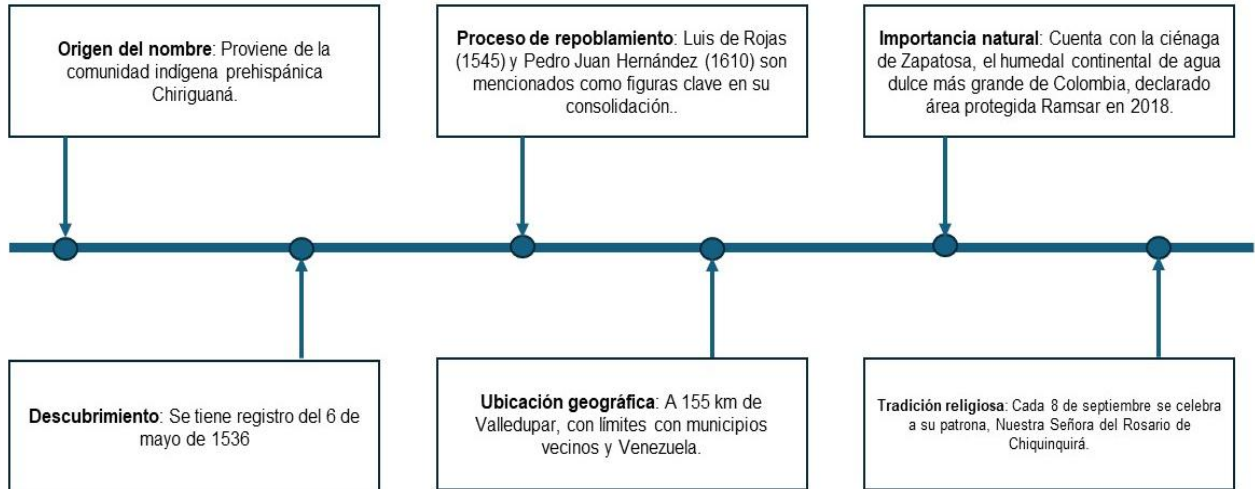 Origen del nombre: Proviene de la
comunidad indígena prehispánica
Chiriguaná.
Proceso de repoblamiento: Luis de Rojas
(1545) y Pedro Juan Hernández (1610) son
mencionados como figuras clave en su
consolidación..
Importancia natural: Cuenta con la ciénaga
de Zapatosa, el humedal continental de agua
dulce más grande de Colombia, declarado
área protegida Ramsar en 2018.
Descubrimiento: Se tiene registro del 6 de
mayo de 1536
Ubicación geográfica: A 155 km de
Valledupar, con límites con municipios
vecinos y Venezuela.
Tradición religiosa: Cada 8 de septiembre se celebra
a su patrona, Nuestra Señora del Rosario de
Chiquinquirá.